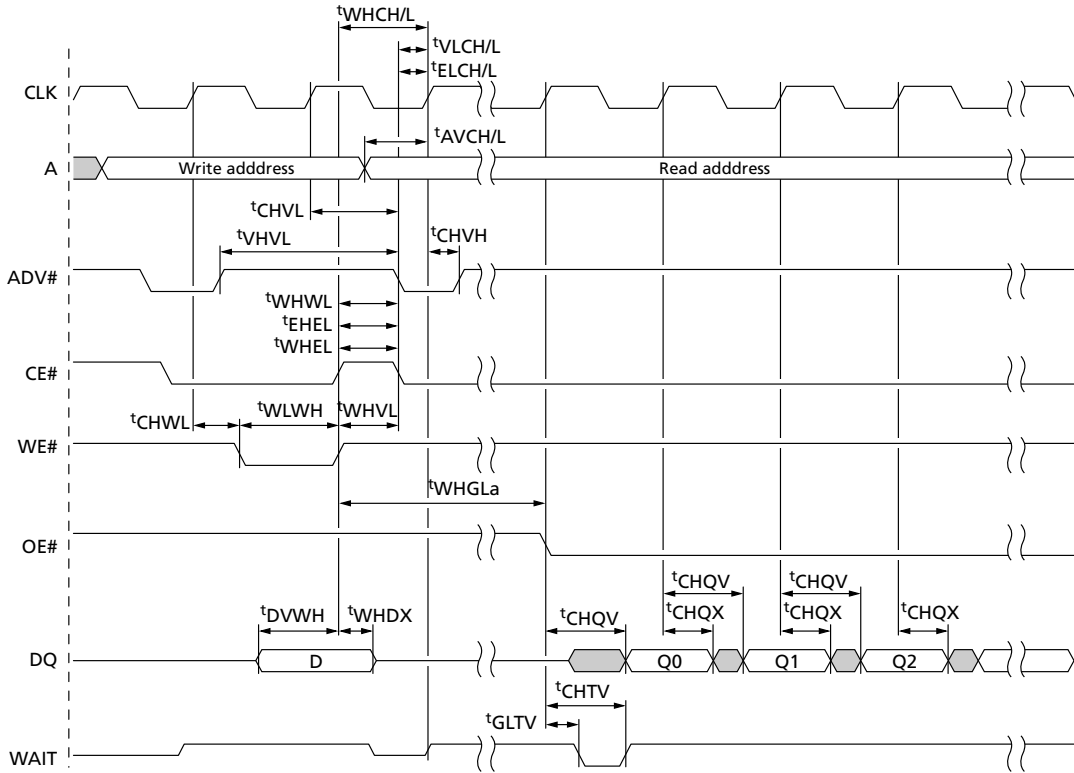 tWHCH/L
tVLCH/L
tELCH/L
CLK
tAVCH/L
A
Write adddress
Read adddress
tCHVL
tVHVL
tCHVH
ADV#
tWHWL
tEHEL
tWHEL
CE#
tCHWL
tWLWH
tWHVL
WE#
tWHGLa
OE#
tCHQV
tCHQV
tDVWH
tWHDX
tCHQV
tCHQX
tCHQX
tCHQX
DQ
D
Q0
Q1
Q2
tCHTV
tGLTV
WAIT